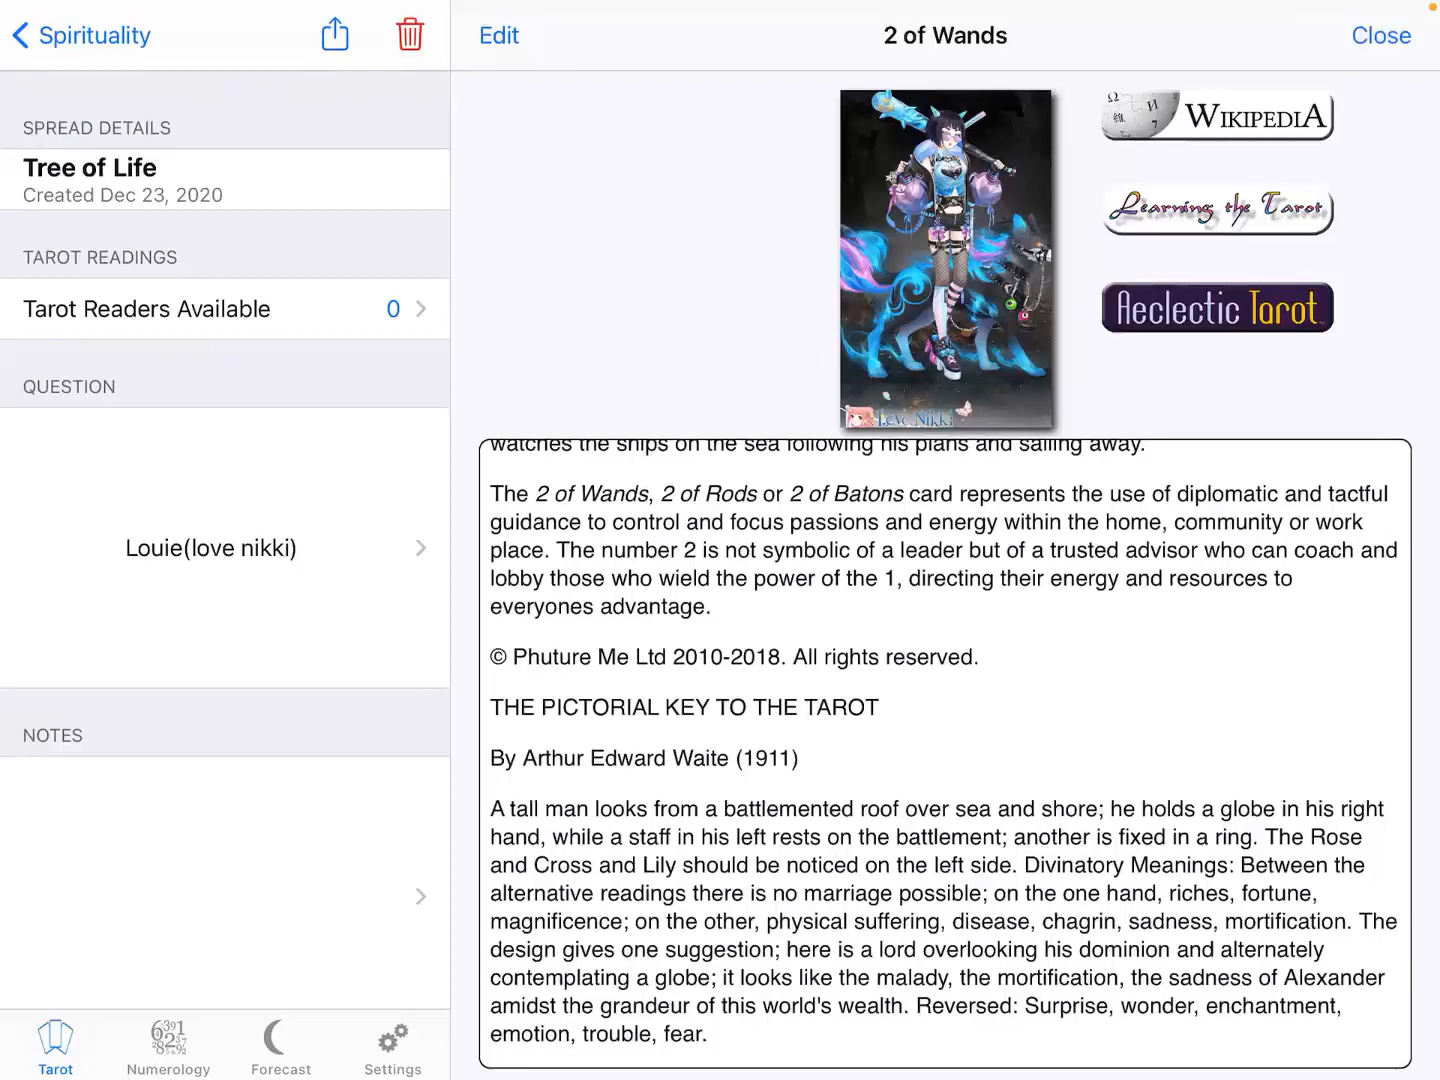 Spirituality
Edit
2 of Wands
Close
SPREAD DETAILS
Tree of Life
Created Dec 23, 2020
TAROT READINGS
Tarot Readers Available 0
QUESTION
Louie(love nikki)
NOTES
Tarot
Numerology
Forecast
Settings
WIKIPEDIA
Learning the Tarot
Aeclectic Tarot
Love Nikki
watches the ships on the sea following his plans and sailing away.
The 2 of Wands, 2 of Rods or 2 of Batons card represents the use of diplomatic and tactful
guidance to control and focus passions and energy within the home, community or work
place. The number 2 is not symbolic of a leader but of a trusted advisor who can coach and
lobby those who wield the power of the 1, directing their energy and resources to
everyones advantage.
© Phuture Me Ltd 2010-2018. All rights reserved.
THE PICTORIAL KEY TO THE TAROT
By Arthur Edward Waite (1911)
A tall man looks from a battlemented roof over sea and shore; he holds a globe in his right
hand, while a staff in his left rests on the battlement; another is fixed in a ring. The Rose
and Cross and Lily should be noticed on the left side. Divinatory Meanings: Between the
alternative readings there is no marriage possible; on the one hand, riches, fortune,
magnificence; on the other, physical suffering, disease, chagrin, sadness, mortification. The
design gives one suggestion; here is a lord overlooking his dominion and alternately
contemplating a globe; it looks like the malady, the mortification, the sadness of Alexander
amidst the grandeur of this world's wealth. Reversed: Surprise, wonder, enchantment,
emotion, trouble, fear.